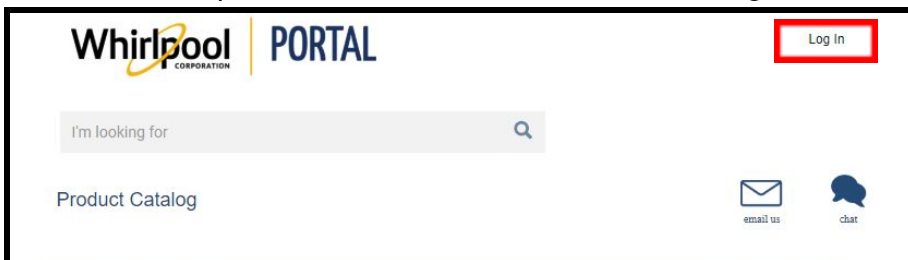 Whirlpool PORTAL
CORPORATION
Log In
I'm looking for
Product Catalog
email us
chat